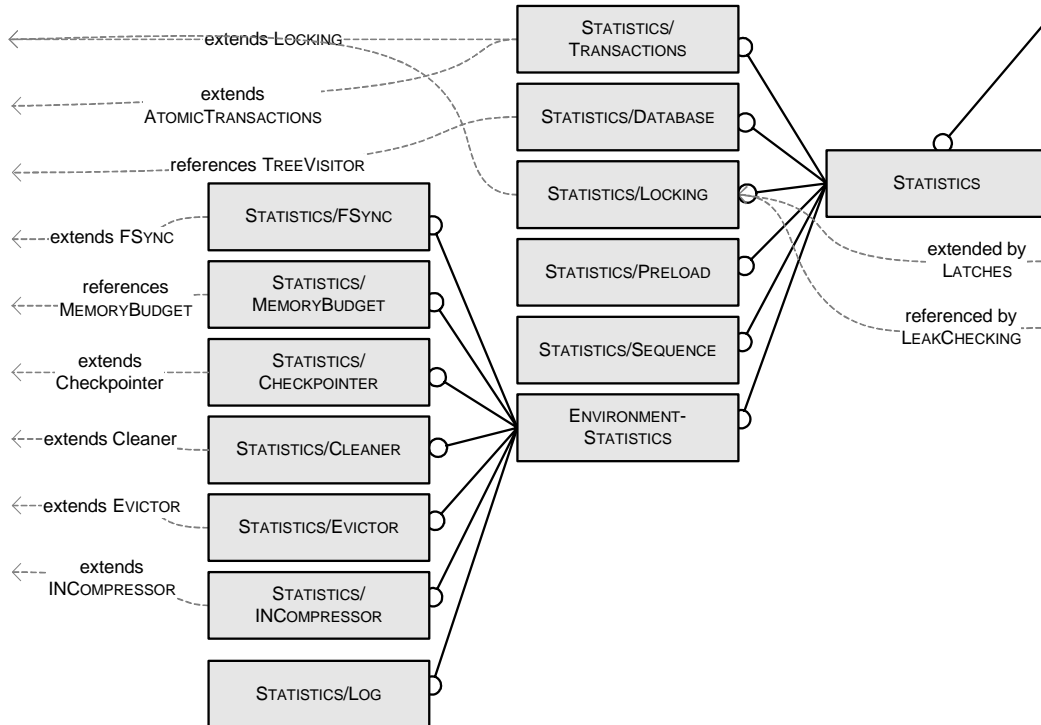 STATISTICS/
TRANSACTIONS
extends LOCKING
extends
ATOMICTRANSACTIONS
STATISTICS/DATABASE
references TREEVISITOR
STATISTICS/LOCKING
STATISTICS
STATISTICS/FSYNC
extends FSYNC
extended by
LATCHES
STATISTICS/PRELOAD
references
MEMORYBUDGET
STATISTICS/
MEMORYBUDGET
referenced by
LEAKCHECKING
STATISTICS/SEQUENCE
extends
Checkpointer
STATISTICS/
CHECKPOINTER
ENVIRONMENT-
STATISTICS
extends Cleaner
STATISTICS/CLEANER
extends EVICTOR
STATISTICS/EVICTOR
extends
INCOMPRESSOR
STATISTICS/
INCOMPRESSOR
STATISTICS/LOG